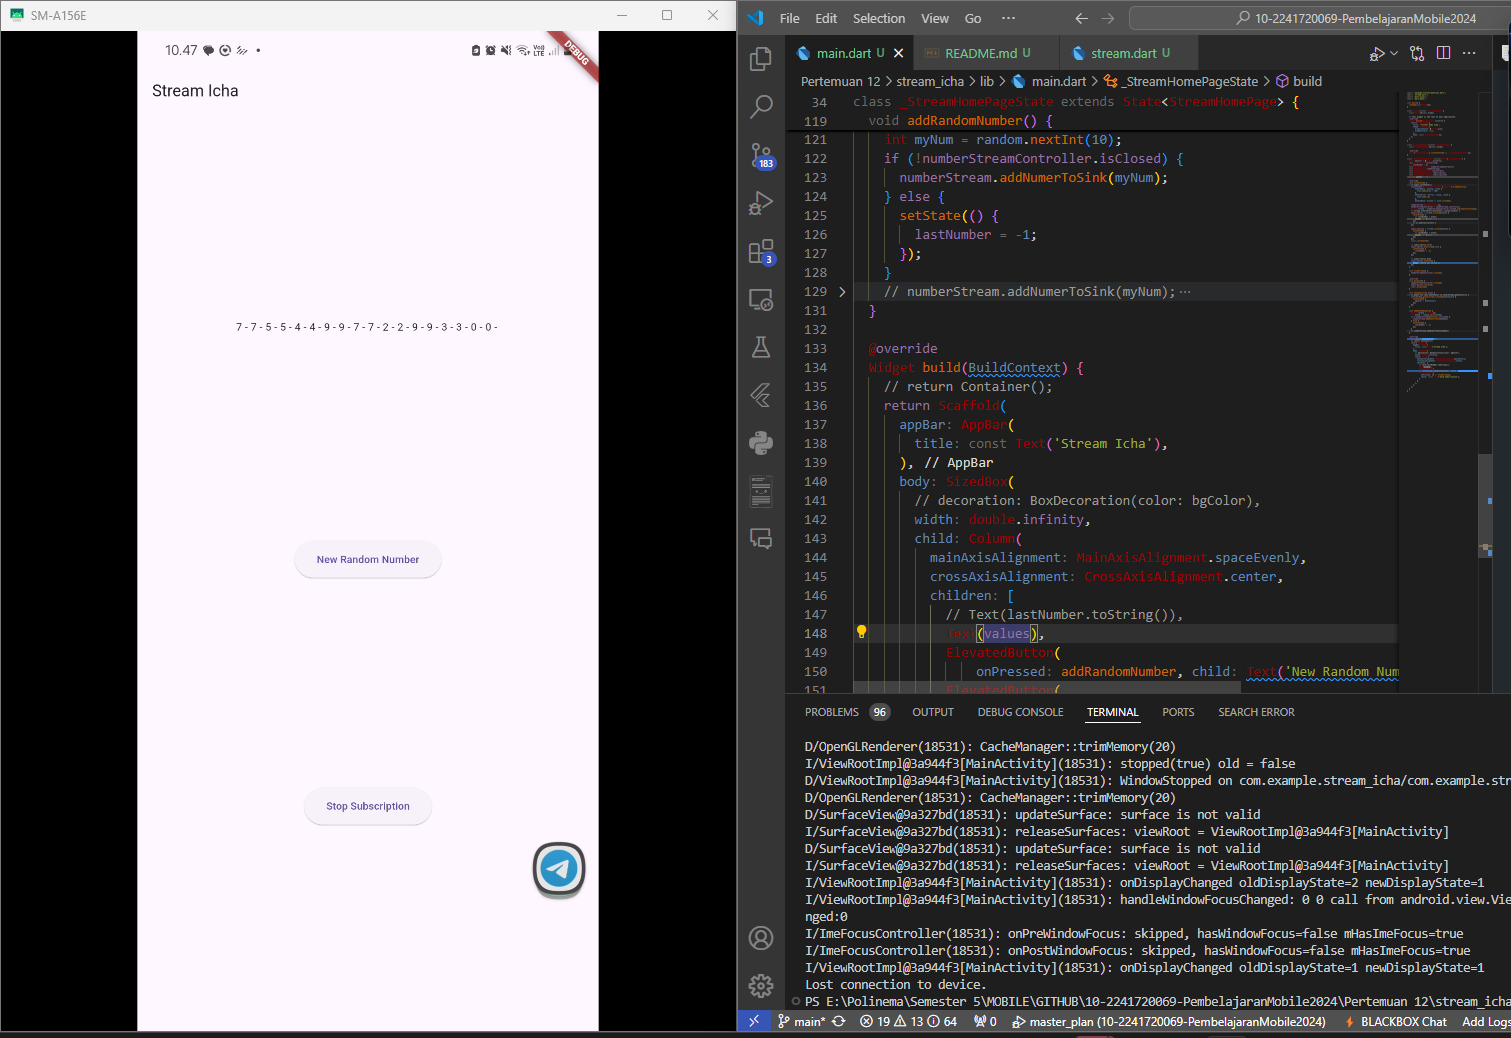 SM-A156E
10.47
DEBUG
Stream Icha
7-7-5-5-4-4-9-9-7-7-2-2-9-9-3-3-0-0-
New Random Number
Stop Subscription
File Edit Selection View Go ···
10-2241720069-PembelajaranMobile2024
main.dart U
README.md U
stream.dart U
Pertemuan 12 > stream_icha > lib > main.dart > _StreamHomePageState > build
34 class _StreamHomePageState extends State<StreamHomePage> {
119 void addRandomNumber() {
121 int myNum = random.nextInt(10);
122 if (!numberStreamController.isClosed) {
123 numberStream.addNumerToSink(myNum);
124 } else {
125 setState(() {
126 lastNumber = -1;
127 });
128 }
129 // numberStream.addNumerToSink(myNum);···
131 }
132
133 @override
134 Widget build(BuildContext) {
135 // return Container();
136 return Scaffold(
137 appBar: AppBar(
138 title: const Text('Stream Icha'),
139 ), // AppBar
140 body: SizedBox(
141 // decoration: BoxDecoration(color: bgColor),
142 width: double.infinity,
143 child: Column(
144 mainAxisAlignment: MainAxisAlignment.spaceEvenly,
145 crossAxisAlignment: CrossAxisAlignment.center,
146 children: [
147 // Text(lastNumber.toString()),
148 Text(values),
149 ElevatedButton(
150 onPressed: addRandomNumber, child: Text('New Random Num
151 ElevatedButton(
183
3
PROBLEMS 96 OUTPUT DEBUG CONSOLE TERMINAL PORTS SEARCH ERROR
D/OpenGLRenderer(18531): CacheManager::trimMemory(20)
I/ViewRootImpl@3a944f3[MainActivity](18531): stopped(true) old = false
D/ViewRootImpl@3a944f3[MainActivity](18531): WindowStopped on com.example.stream_icha/com.example.str
D/OpenGLRenderer(18531): CacheManager::trimMemory(20)
D/SurfaceView@9a327bd(18531): updateSurface: surface is not valid
I/SurfaceView@9a327bd(18531): releaseSurfaces: viewRoot = ViewRootImpl@3a944f3[MainActivity]
D/SurfaceView@9a327bd(18531): updateSurface: surface is not valid
I/SurfaceView@9a327bd(18531): releaseSurfaces: viewRoot = ViewRootImpl@3a944f3[MainActivity]
I/ViewRootImpl@3a944f3[MainActivity](18531): onDisplayChanged oldDisplayState=2 newDisplayState=1
I/ViewRootImpl@3a944f3[MainActivity](18531): handleWindowFocusChanged: 0 0 call from android.view.Vie
nged:0
I/ImeFocusController(18531): onPreWindowFocus: skipped, hasWindowFocus=false mHasImeFocus=true
I/ImeFocusController(18531): onPostWindowFocus: skipped, hasWindowFocus=false mHasImeFocus=true
I/ViewRootImpl@3a944f3[MainActivity](18531): onDisplayChanged oldDisplayState=1 newDisplayState=1
Lost connection to device.
PS E:\Polinema\Semester 5\MOBILE\GITHUB\10-2241720069-PembelajaranMobile2024\Pertemuan 12\stream_icha
main* 19 13 64 0 master_plan (10-2241720069-PembelajaranMobile2024) BLACKBOX Chat Add Logs